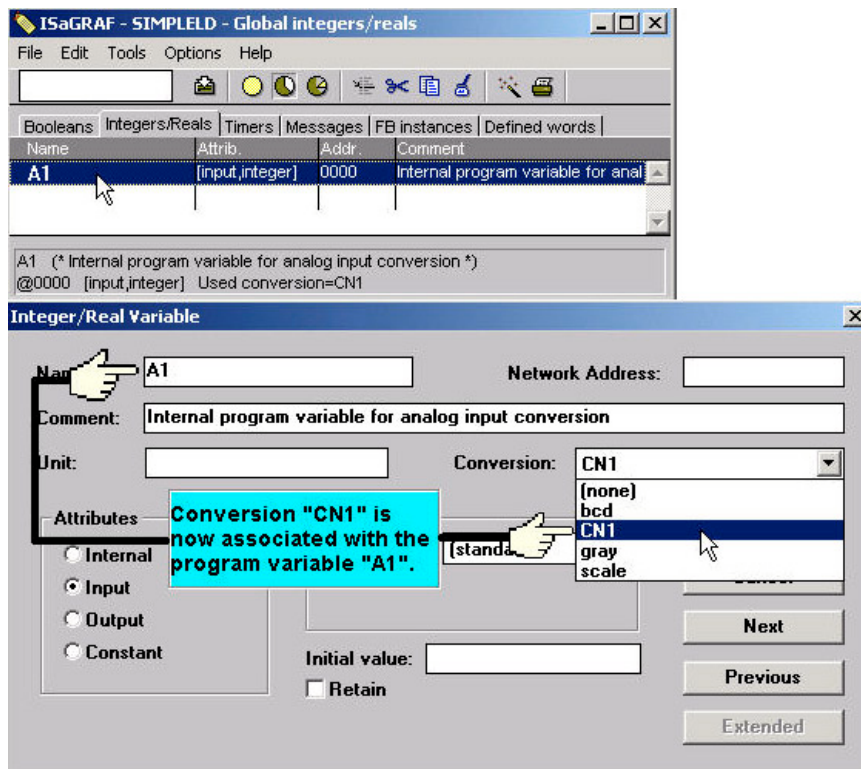 ISaGRAF - SIMPLELD - Global integers/reals
File Edit Tools Options Help
Booleans Integers/Reals Timers Messages FB instances Defined words
Name Attrib. Addr. Comment
A1 [input,integer] 0000 Internal program variable for anal
A1 (* Internal program variable for analog input conversion *)
@0000 [input,integer] Used conversion=CN1
Integer/Real Variable
A1 Network Address:
Comment: Internal program variable for analog input conversion
Unit: Conversion: CN1
(none)
bcd
CN1
gray
scale
Attributes
Conversion "CN1" is
now associated with the
program variable "A1".
Internal
Input
Output
Constant
Initial value:
Retain
Next
Previous
Extended